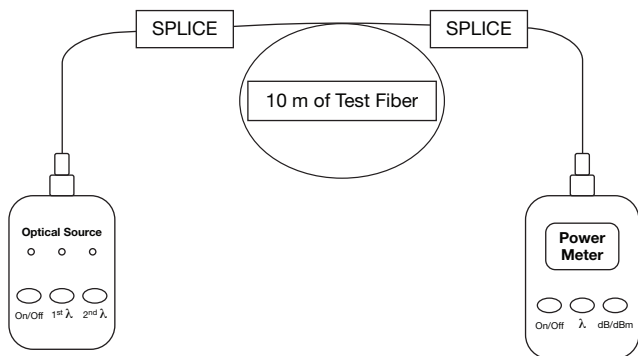 SPLICE
SPLICE
10 m of Test Fiber
Optical Source
On/Off 1st λ 2nd λ
Power
Meter
On/Off λ dB/dBm